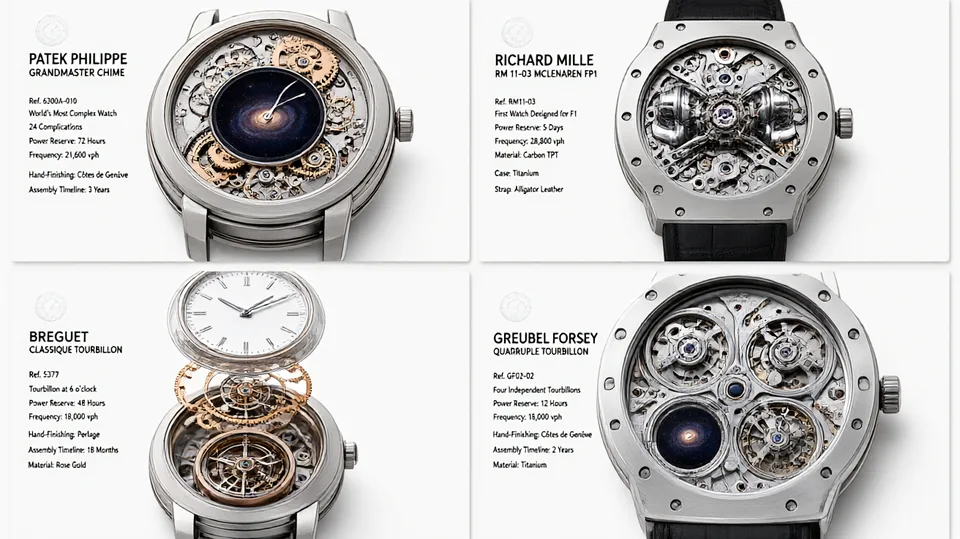 PATEK PHILIPPE
GRANDMASTER CHIME
Ref. 6300A-010
World's Most Complex Watch
24 Complications
Power Reserve: 72 Hours
Frequency: 21,600 vph
Hand-Finishing: Côtes de Genève
Assembly Timeline: 3 Years
RICHARD MILLE
RM 11-03 MCLENAREN FP1
Ref. RM11-03
First Watch Designed for F1
Power Reserve: 5 Days
Frequency: 28,800 vph
Material: Carbon TPT
Case: Titanium
Strap: Alligator Leather
BREGUET
CLASSIQUE TOURBILLON
Ref. 5377
Tourbillon at 6 o'clock
Power Reserve: 48 Hours
Frequency: 18,000 vph
Hand-Finishing: Perlage
Assembly Timeline: 18 Months
Material: Rose Gold
GREUBEL FORSEY
QUADRUPLE TOURBILLON
Ref. GF02-02
Four Independent Tourbillons
Power Reserve: 12 Hours
Frequency: 18,000 vph
Hand-Finishing: Côtes de Genève
Assembly Timeline: 2 Years
Material: Titanium